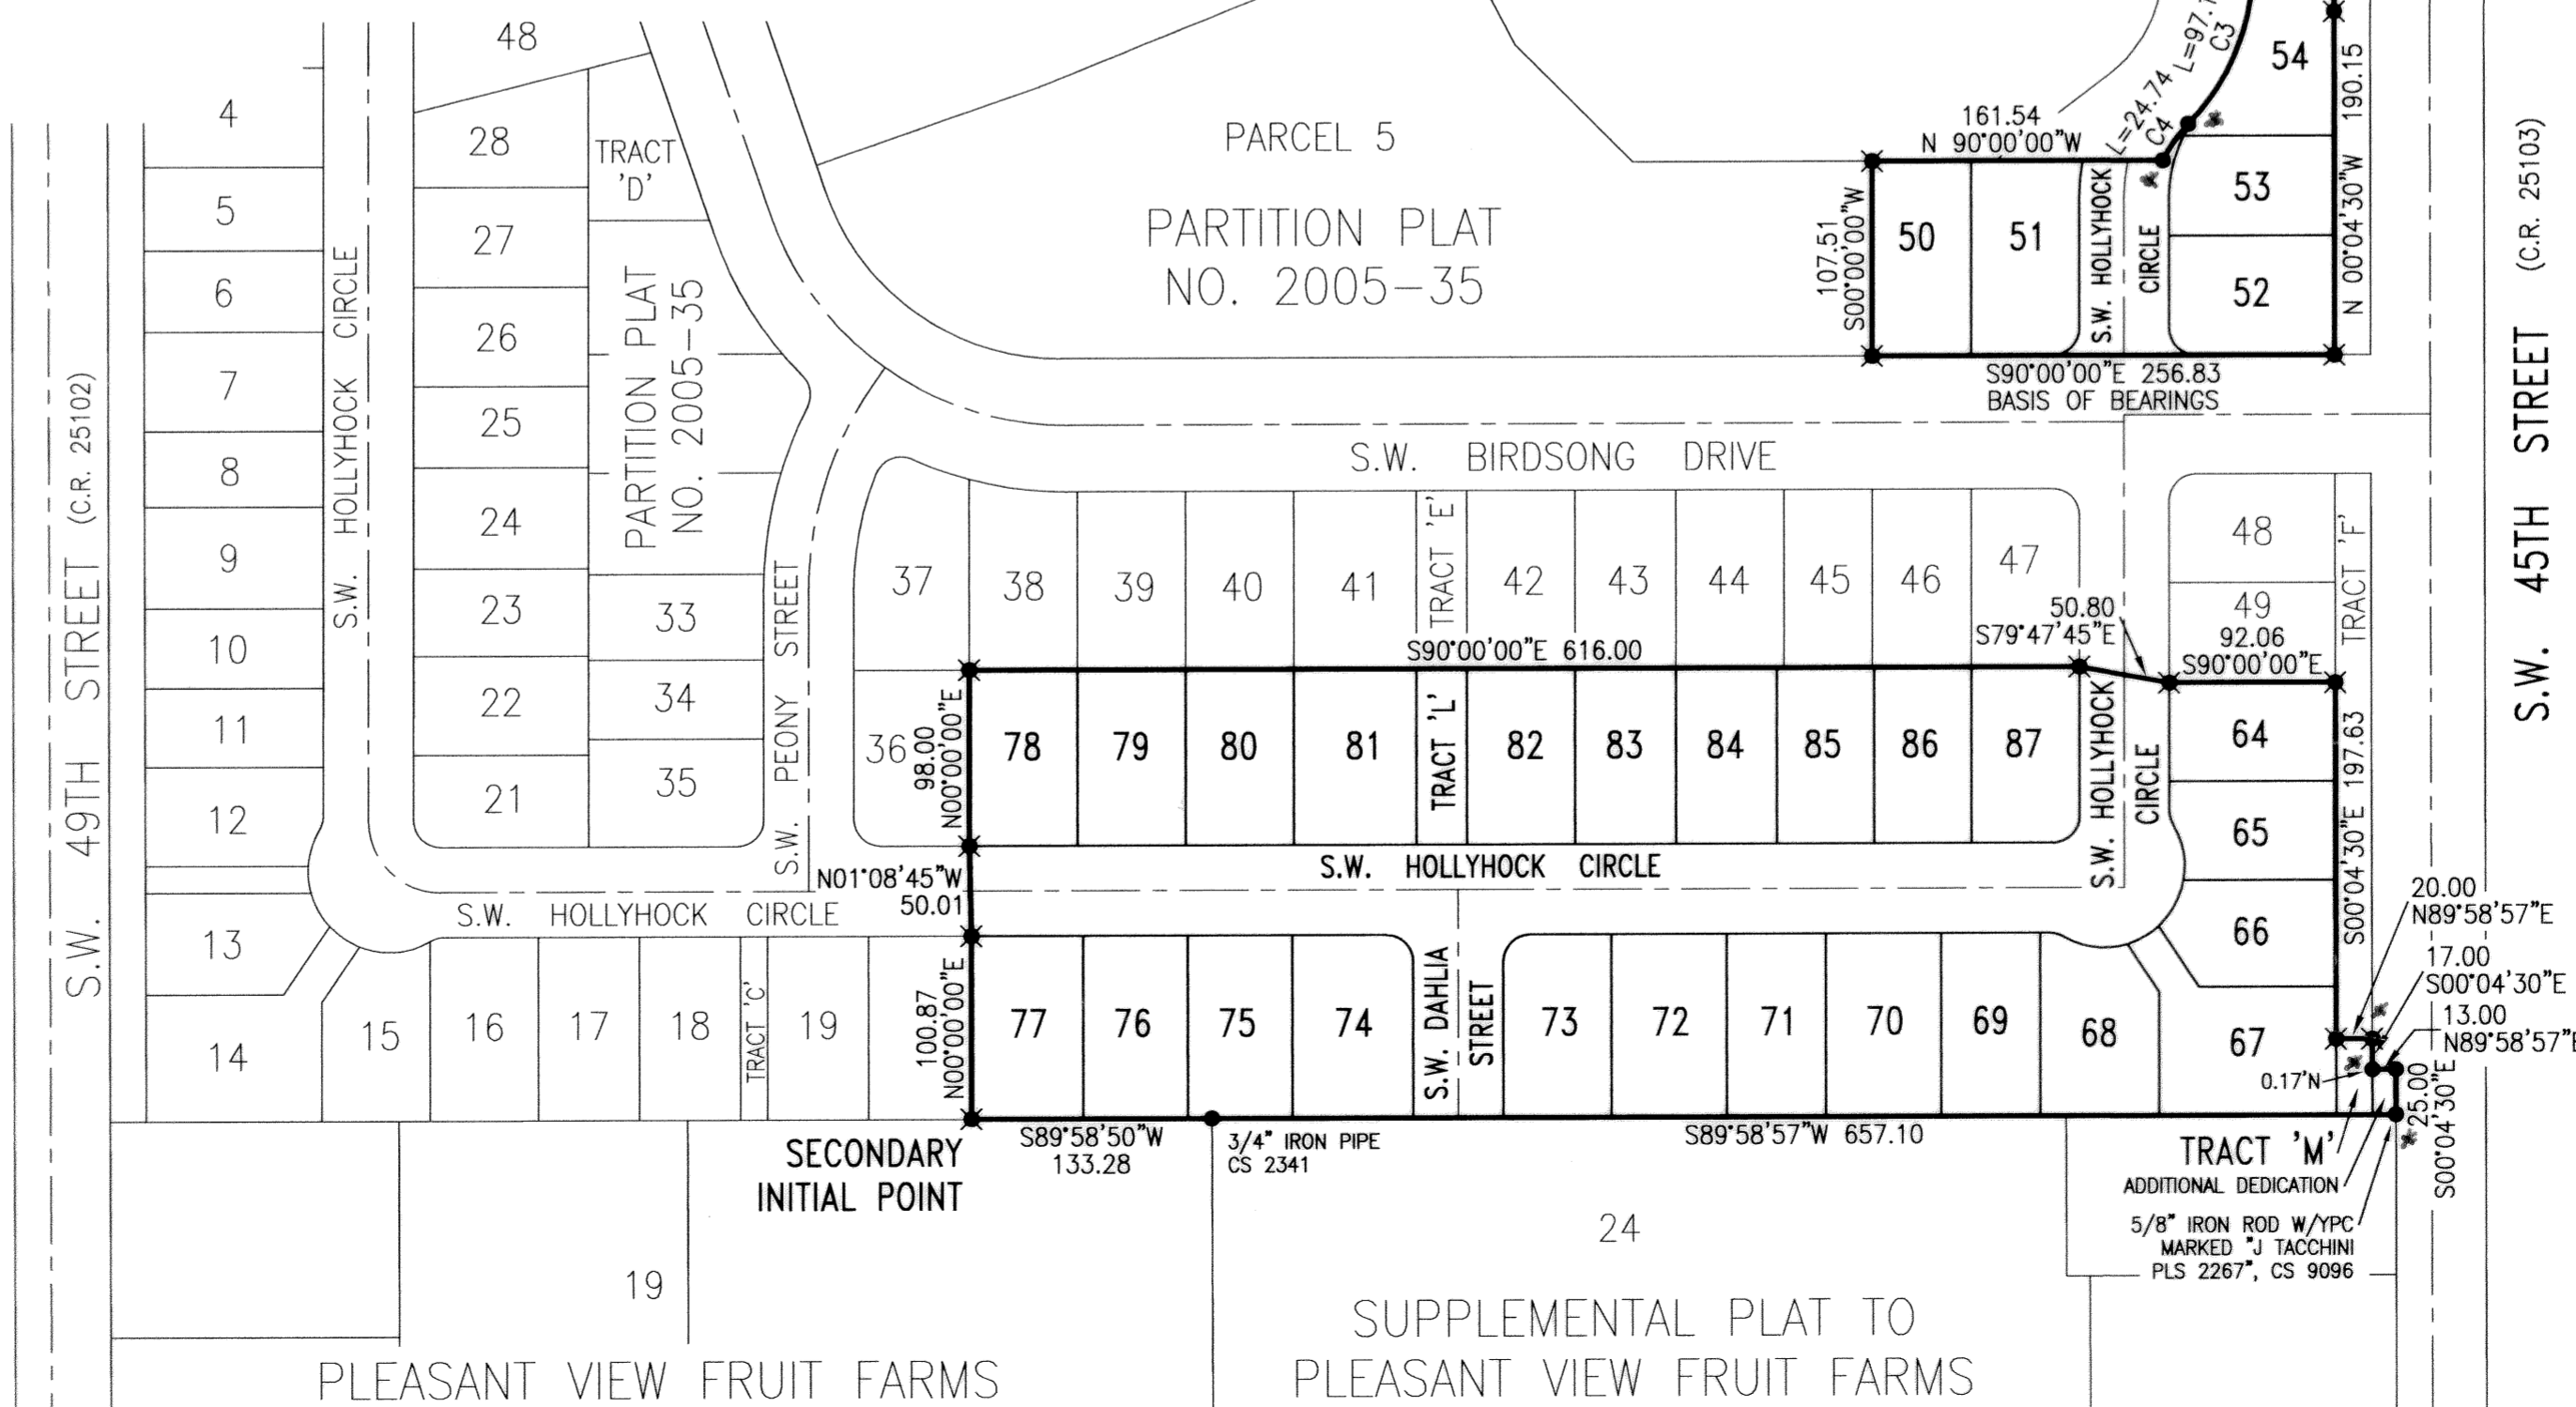 48
4
28
TRACT
'D'
5
27
6
26
7
25
8
24
9
23
10
22
11
21
12
13
14
S.W. 49TH STREET (C.R. 25102)
S.W. HOLLYHOCK CIRCLE
PARTITION PLAT
NO. 2005-35
33
34
35
S.W. PEONY STREET
S.W. HOLLYHOCK CIRCLE
15
16
17
18
TRACT 'C'
19
PARCEL 5
PARTITION PLAT
NO. 2005-35
161.54
N 90°00'00"W
L=24.74
C4
C3
54
190.15
N 00°04'30"W
107.51
S00°00'00"W
50
51
S.W. HOLLYHOCK
CIRCLE
53
52
S90°00'00"E 256.83
BASIS OF BEARINGS
(C.R. 25103)
S.W. 45TH STREET
S.W. BIRDSONG DRIVE
37
38
39
40
41
TRACT 'E'
42
43
44
45
46
47
48
49
TRACT 'F'
50.80
S79°47'45"E
92.06
S90°00'00"E
S90°00'00"E 616.00
36
98.00
N00°00'00"E
78
79
80
81
TRACT 'L'
82
83
84
85
86
87
S.W. HOLLYHOCK
CIRCLE
64
65
66
67
S00°04'30"E 197.63
S.W. HOLLYHOCK CIRCLE
N01°08'45"W
50.01
20.00
N89°58'57"E
17.00
S00°04'30"E
13.00
N89°58'57"E
100.87
N00°00'00"E
77
76
75
74
S.W. DAHLIA
STREET
73
72
71
70
69
68
0.17'N
25.00
S00°04'30"E
SECONDARY
INITIAL POINT
S89°58'50"W
133.28
3/4" IRON PIPE
CS 2341
S89°58'57"W 657.10
TRACT 'M'
ADDITIONAL DEDICATION
5/8" IRON ROD W/YPC
MARKED "J TACCHINI
PLS 2267", CS 9096
19
24
PLEASANT VIEW FRUIT FARMS
SUPPLEMENTAL PLAT TO
PLEASANT VIEW FRUIT FARMS